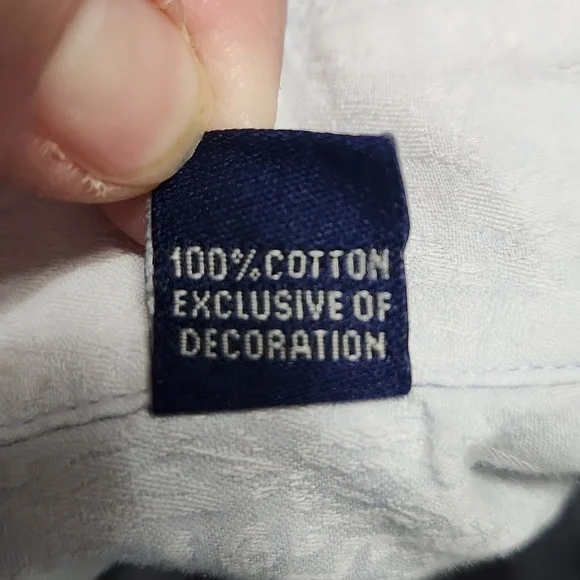 100% COTTON
EXCLUSIVE OF
DECORATION